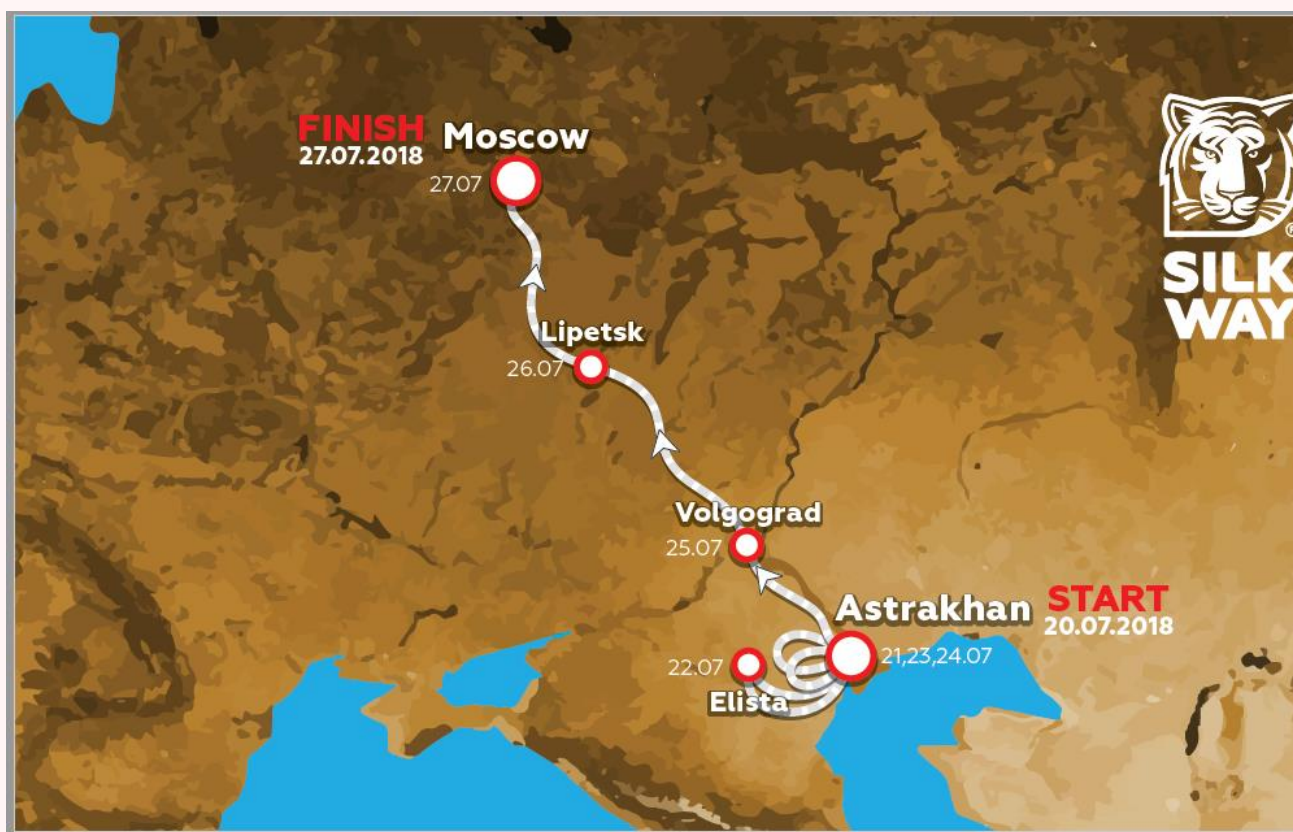 FINISH
27.07.2018
Moscow
27.07
SILK
WAY
®
Lipetsk
26.07
Volgograd
25.07
Astrakhan
START
20.07.2018
21,23,24.07
22.07
Elista